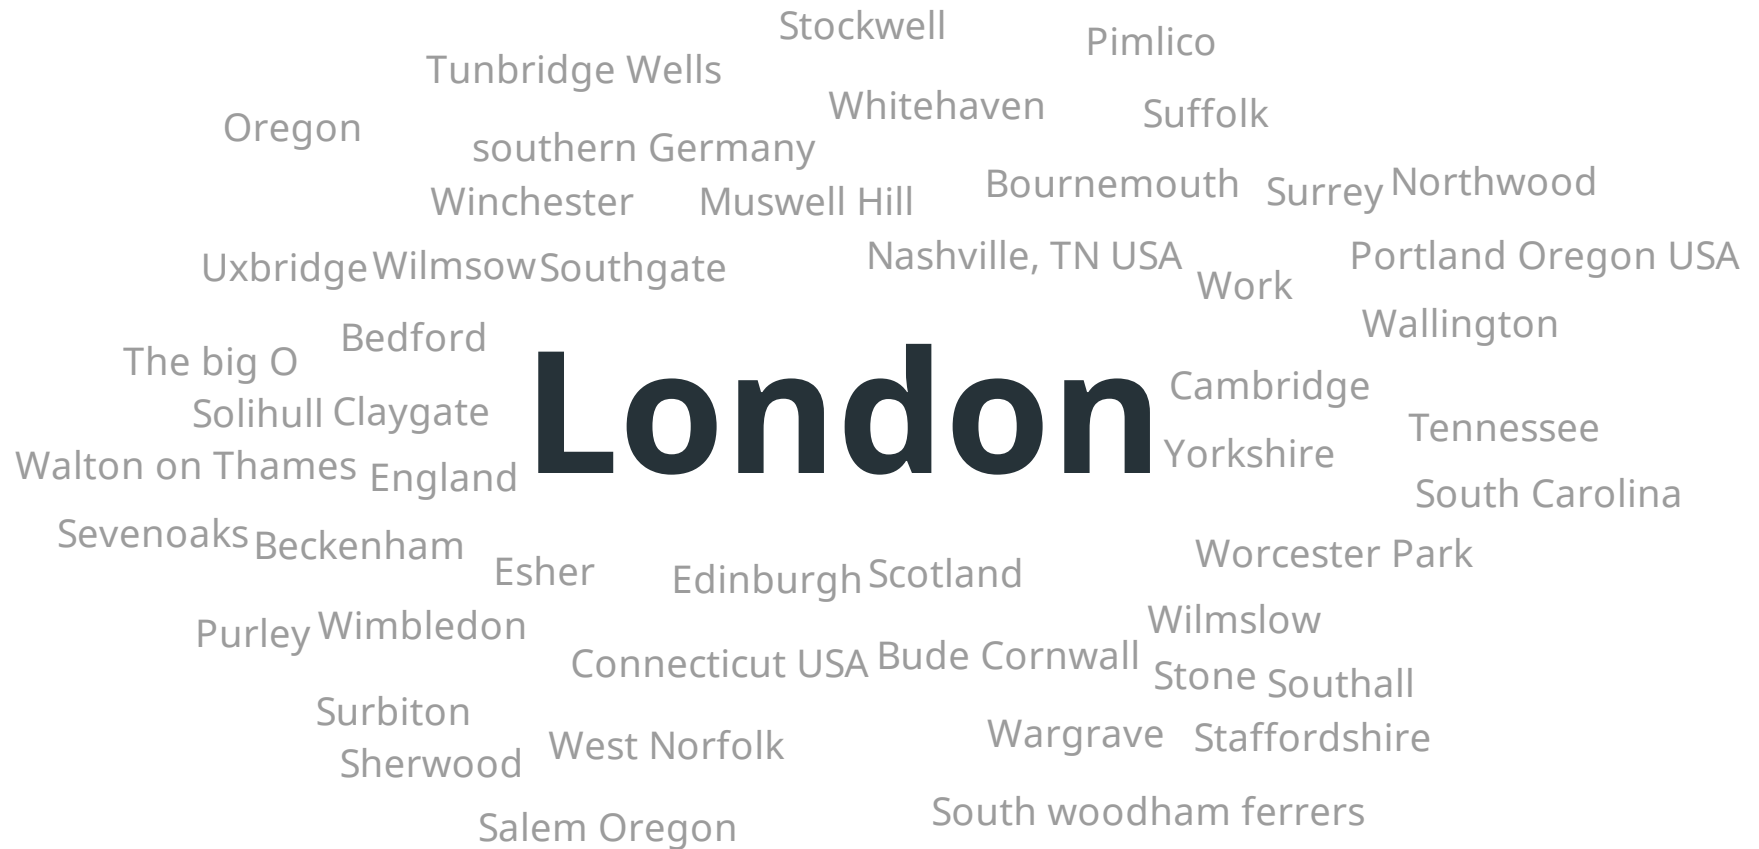 Stockwell
Pimlico
Tunbridge Wells
Whitehaven
Suffolk
Oregon
southern Germany
Winchester
Muswell Hill
Bournemouth
Surrey
Northwood
Uxbridge
Wilmsow
Southgate
Nashville, TN USA
Work
Portland Oregon USA
Wallington
The big O
Bedford
London
Cambridge
Solihull
Claygate
Tennessee
Walton on Thames
England
Yorkshire
South Carolina
Sevenoaks
Beckenham
Esher
Edinburgh
Scotland
Worcester Park
Purley
Wimbledon
Wilmslow
Connecticut USA
Bude Cornwall
Stone
Southall
Surbiton
Sherwood
West Norfolk
Wargrave
Staffordshire
Salem Oregon
South woodham ferrers